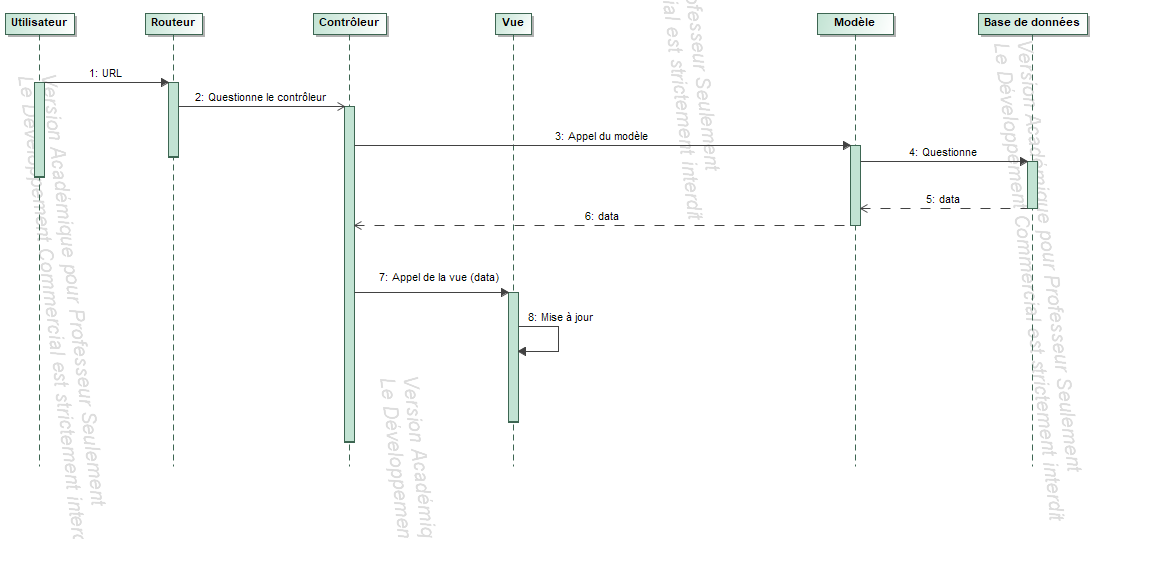 Utilisateur
Routeur
Contrôleur
Vue
Modèle
Base de données
1: URL
2: Questionne le contrôleur
3: Appel du modèle
4: Questionne
5: data
6: data
7: Appel de la vue (data)
8: Mise à jour
Version Académique pour Professeur Seulement
Le Développement Commercial est strictement interd
Version Académiq
Le Développemen
ofesseur Seulement
ial est strictement interdit
Version Académique pour Professeur Seulement
Le Développement Commercial est strictement interdit